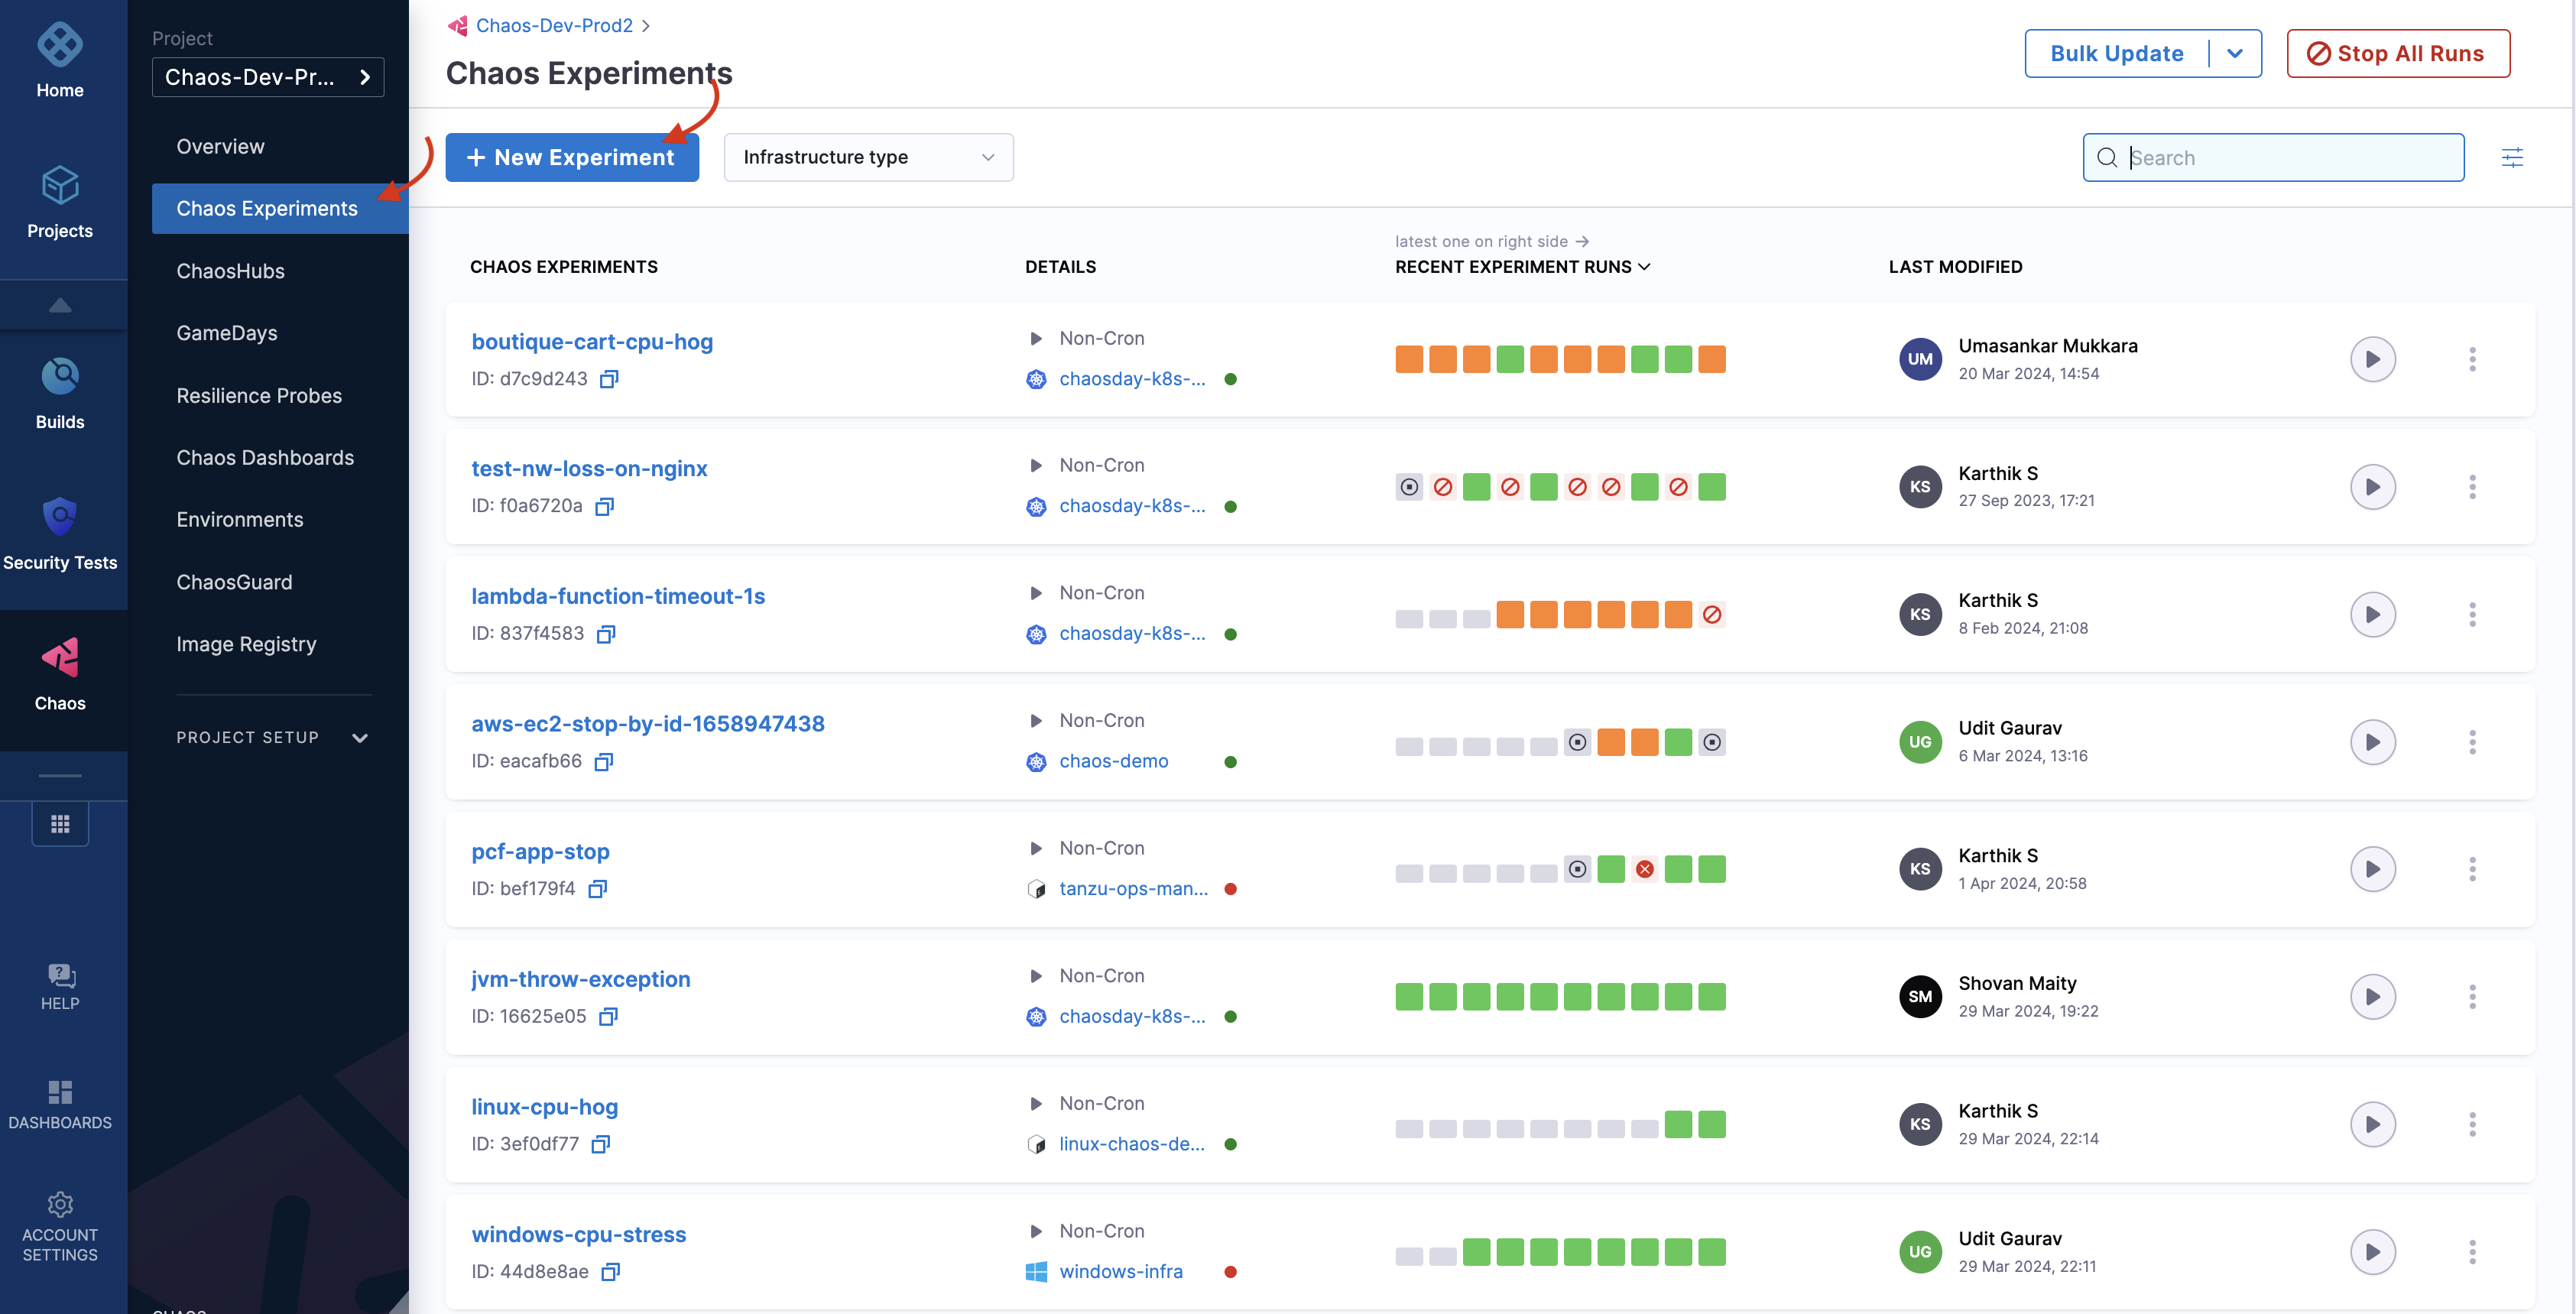 Home
Projects
Builds
Security Tests
Chaos
HELP
DASHBOARDS
ACCOUNT
SETTINGS
Project
Chaos-Dev-Pr...
Overview
Chaos Experiments
ChaosHubs
GameDays
Resilience Probes
Chaos Dashboards
Environments
ChaosGuard
Image Registry
PROJECT SETUP
Chaos-Dev-Prod2
Chaos Experiments
Bulk Update
Stop All Runs
+ New Experiment
Infrastructure type
Search
latest one on right side →
CHAOS EXPERIMENTS DETAILS RECENT EXPERIMENT RUNS LAST MODIFIED
boutique-cart-cpu-hog
ID: d7c9d243
Non-Cron
chaosday-k8s-...
UM
Umasankar Mukkara
20 Mar 2024, 14:54
test-nw-loss-on-nginx
ID: f0a6720a
Non-Cron
chaosday-k8s-...
KS
Karthik S
27 Sep 2023, 17:21
lambda-function-timeout-1s
ID: 837f4583
Non-Cron
chaosday-k8s-...
KS
Karthik S
8 Feb 2024, 21:08
aws-ec2-stop-by-id-1658947438
ID: eacafb66
Non-Cron
chaos-demo
UG
Udit Gaurav
6 Mar 2024, 13:16
pcf-app-stop
ID: bef179f4
Non-Cron
tanzu-ops-man...
KS
Karthik S
1 Apr 2024, 20:58
jvm-throw-exception
ID: 16625e05
Non-Cron
chaosday-k8s-...
SM
Shovan Maity
29 Mar 2024, 19:22
linux-cpu-hog
ID: 3ef0df77
Non-Cron
linux-chaos-de...
KS
Karthik S
29 Mar 2024, 22:14
windows-cpu-stress
ID: 44d8e8ae
Non-Cron
windows-infra
UG
Udit Gaurav
29 Mar 2024, 22:11